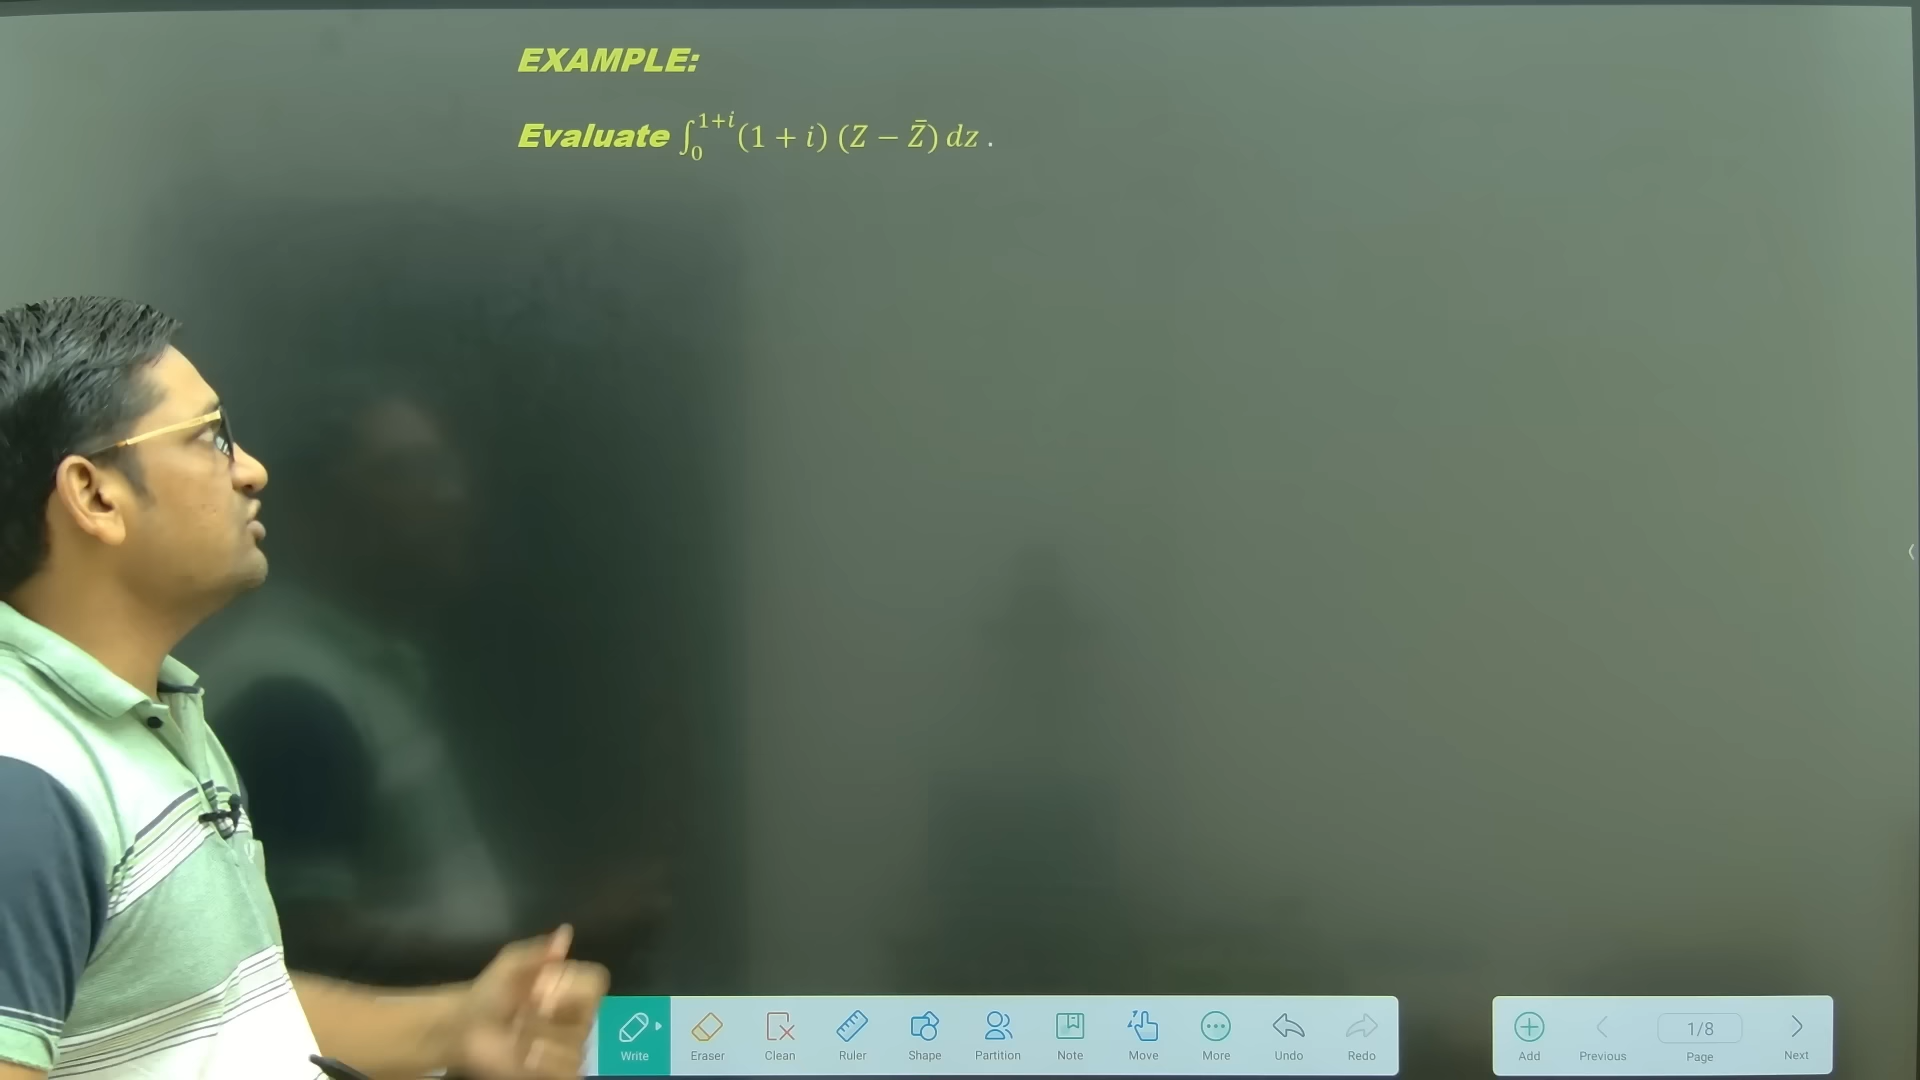 EXAMPLE:
Evaluate ∫₀^{1+i}(1 + i) (Z − Z̄) dz .
Write
Eraser
Clean
Ruler
Shape
Partition
Note
Move
More
Undo
Redo
Add
Previous
1/8
Page
Next